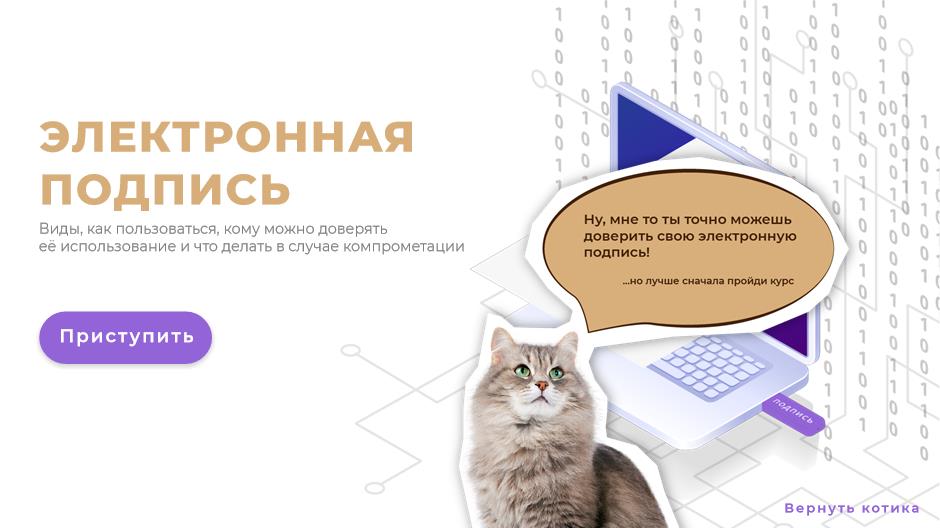 ЭЛЕКТРОННАЯ
ПОДПИСЬ
Виды, как пользоваться, кому можно доверять
её использование и что делать в случае компрометации
Приступить
Ну, мне то ты точно можешь
доверить свою электронную
подпись!
...но лучше сначала пройди курс
подпись
Вернуть котика